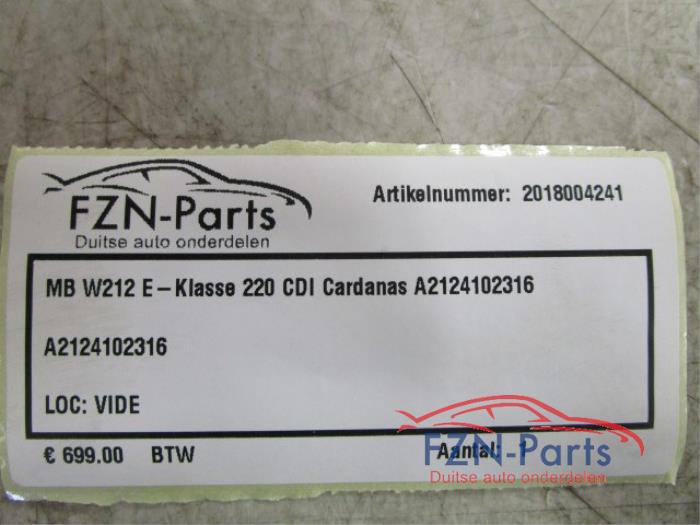 FZN-Parts
Duitse auto onderdelen
Artikelnummer: 2018004241
MB W212 E-Klasse 220 CDI Cardanas A2124102316
A2124102316
LOC: VIDE
€ 699.00 BTW
Aantal: 1
FZN-Parts
Duitse auto onderdelen